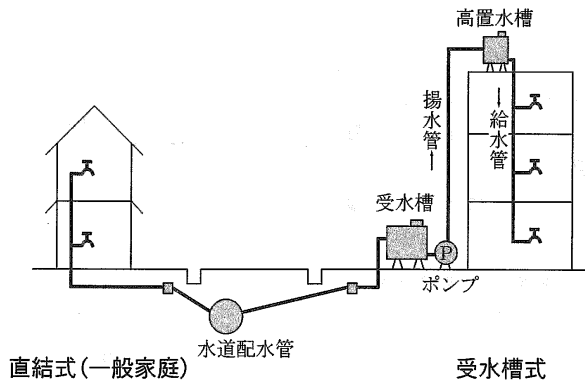 高置水槽
揚水管→
←給水管
受水槽
P
ポンプ
水道配水管
直結式(一般家庭)
受水槽式